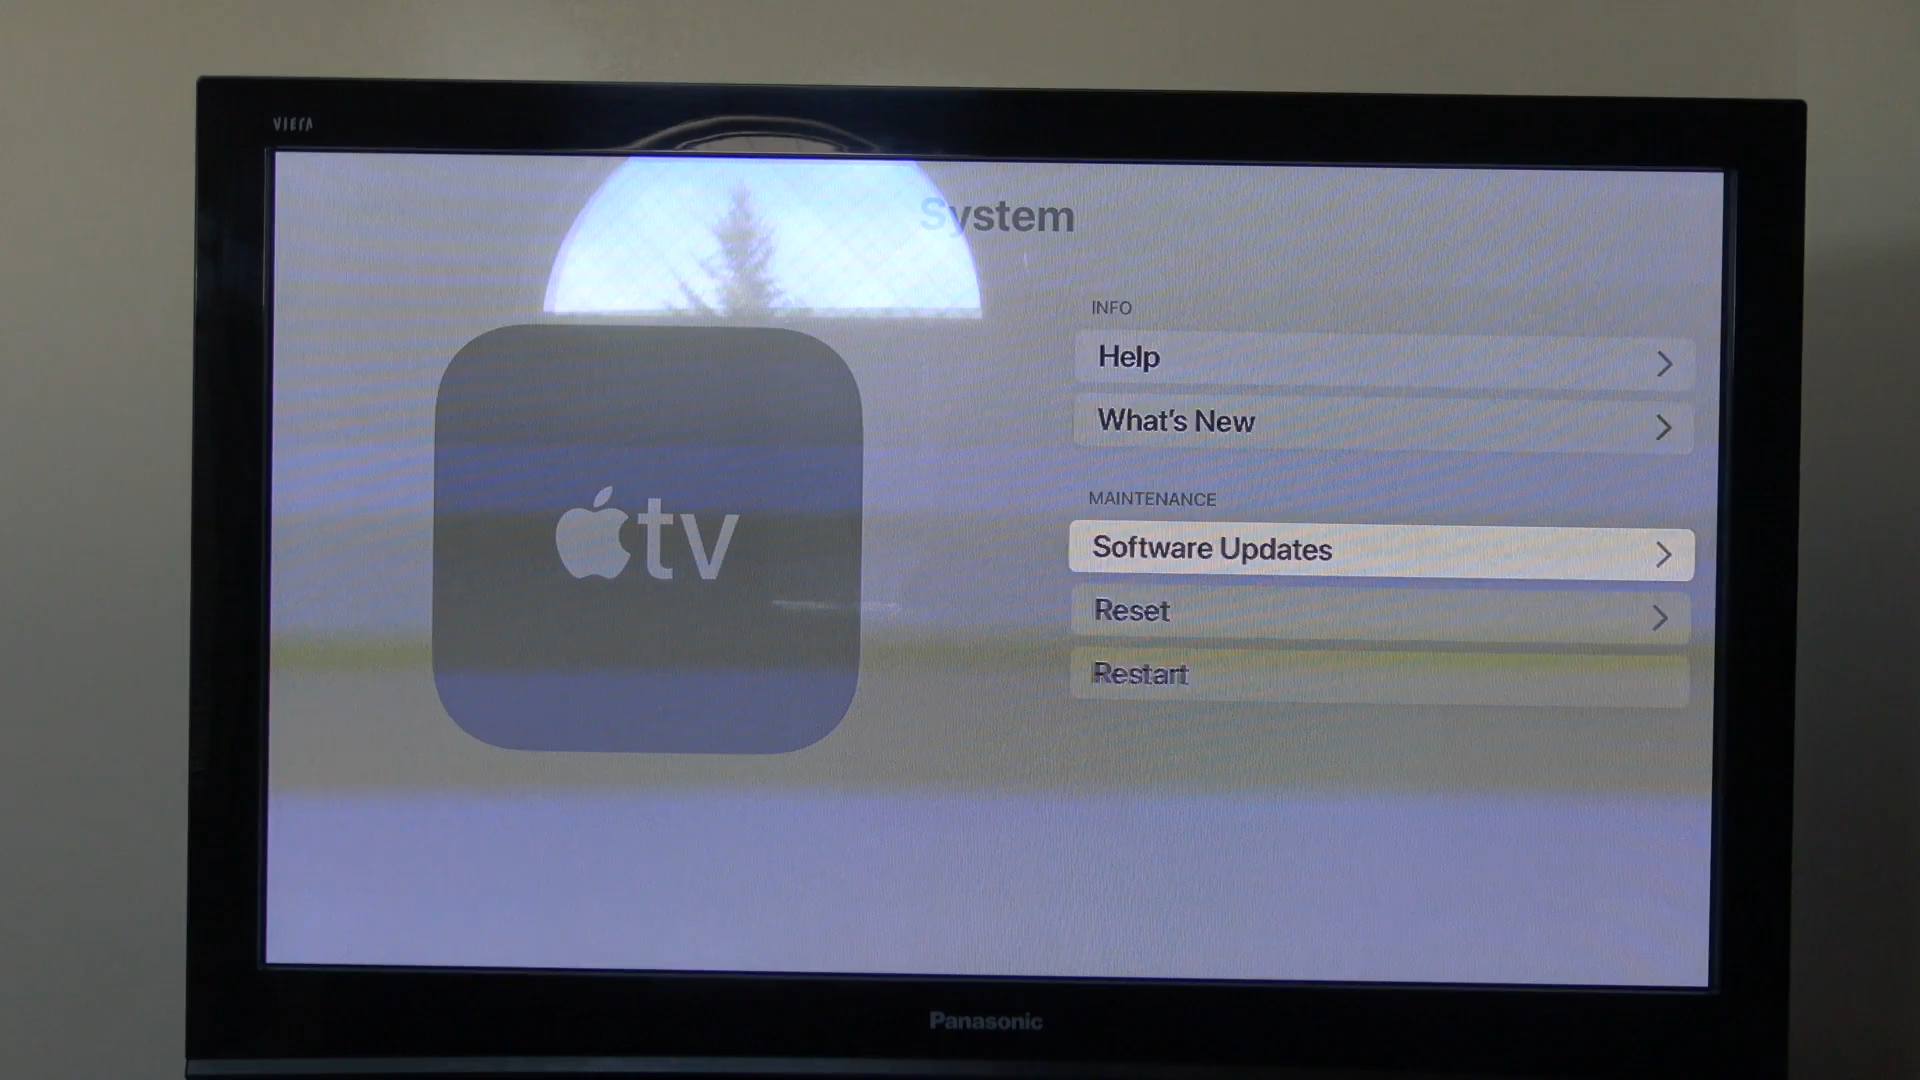 VIERA
System
INFO
Help
What's New
MAINTENANCE
Software Updates
Reset
Restart
tv
Panasonic